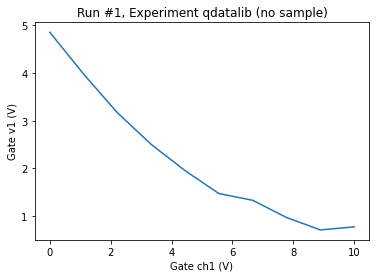 Run #1, Experiment qdatalib (no sample)
5
4
3
2
1
Gate v1 (V)
0 2 4 6 8 10
Gate ch1 (V)